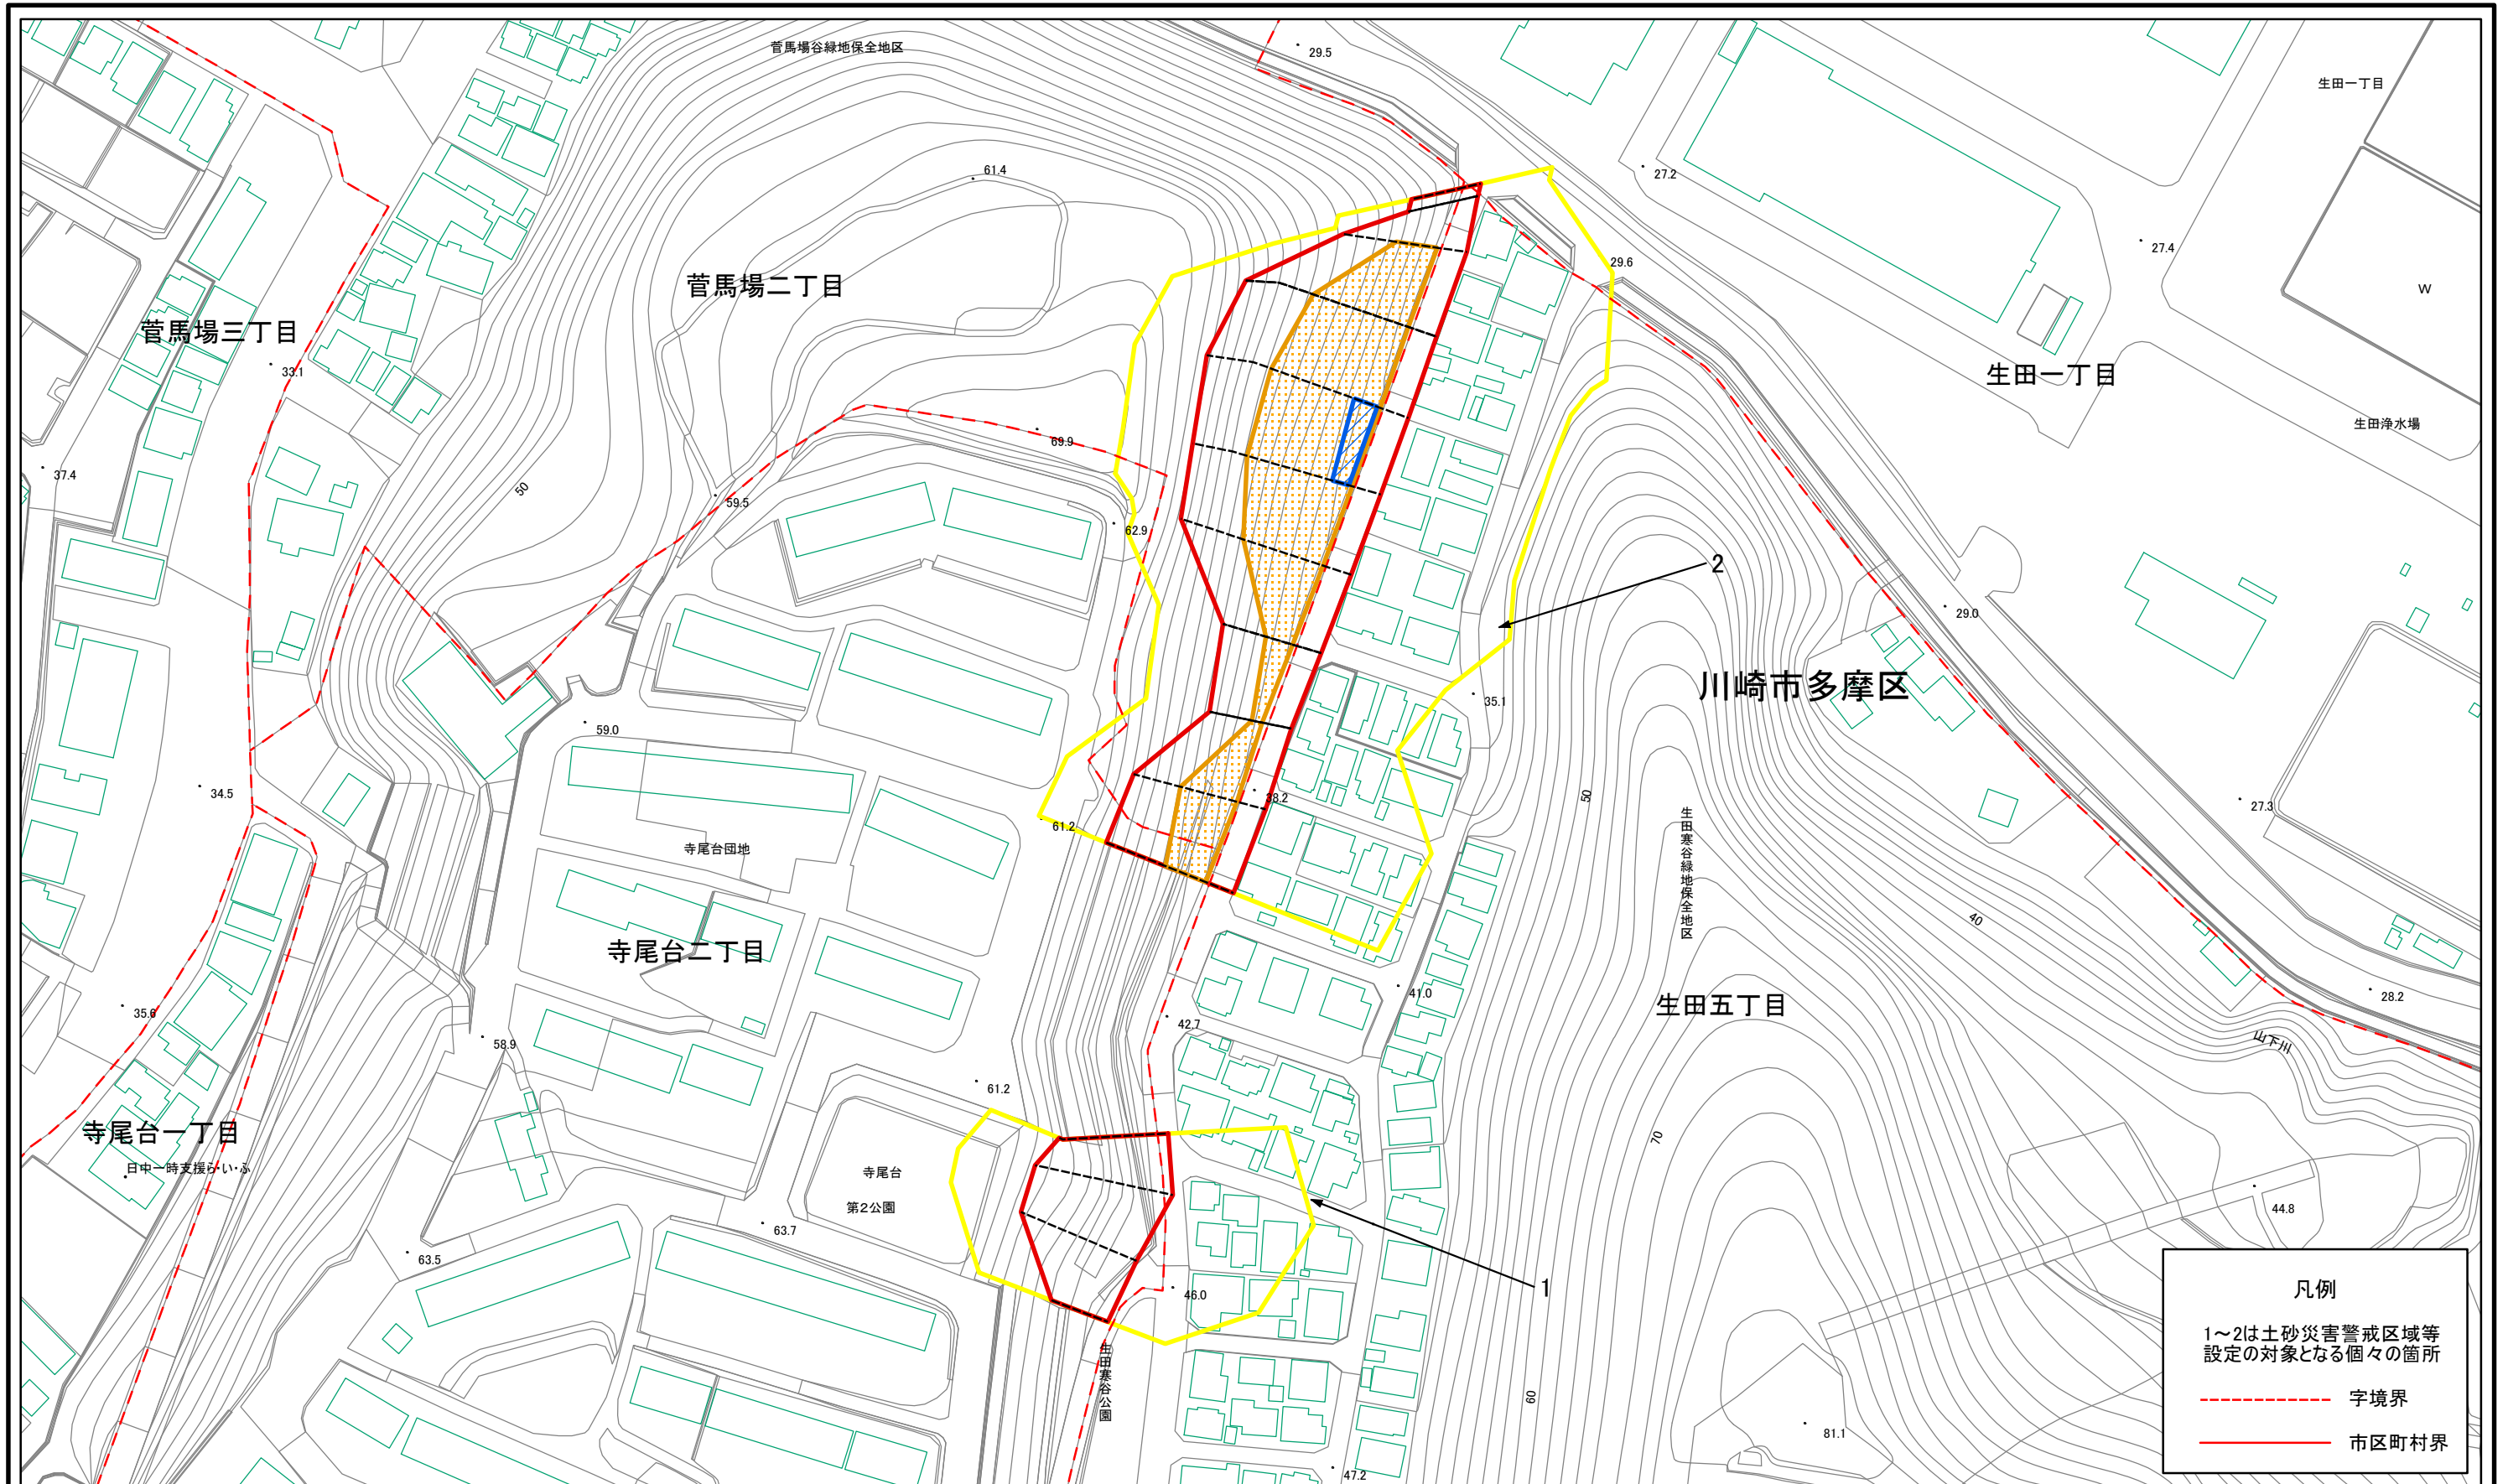 菅馬場谷緑地保全地区
29.5
生田一丁目
27.2
61.4
27.4
29.6
菅馬場二丁目
W
菅馬場三丁目
33.1
生田一丁目
生田浄水場
69.9
37.4
50
59.5
62.9
2
29.0
川崎市多摩区
35.1
59.0
34.5
38.2
50
27.3
61.2
生田寒谷緑地保全地区
寺尾台団地
40
寺尾台二丁目
41.0
28.2
生田五丁目
35.6
42.7
58.9
山下川
61.2
寺尾台一丁目
70
日中一時支援ら・い・ふ
寺尾台
第2公園
44.8
63.7
63.5
46.0
1
凡例
1～2は土砂災害警戒区域等
設定の対象となる個々の箇所
字境界
市区町村界
生田寒谷公園
60
81.1
47.2